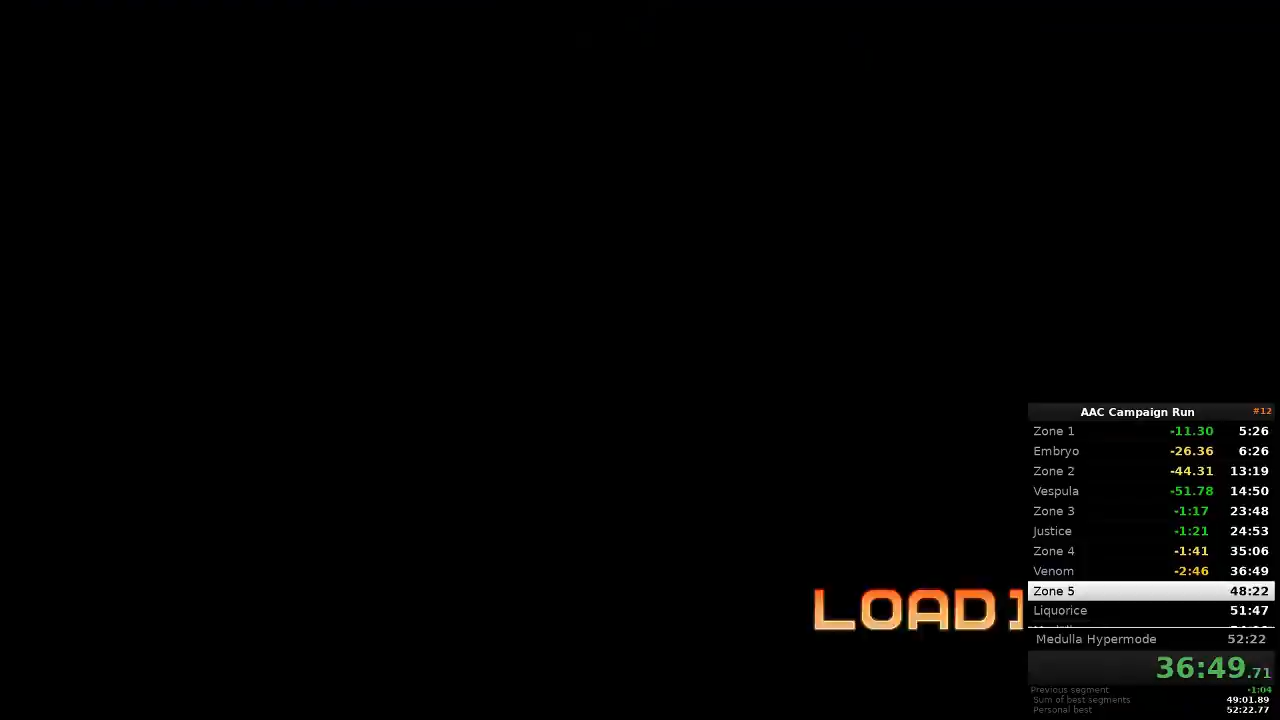 AAC Campaign Run #12
Zone 1 -11.30 5:26
Embryo -26.36 6:26
Zone 2 -44.31 13:19
Vespula -51.78 14:50
Zone 3 -1:17 23:48
Justice -1:21 24:53
Zone 4 -1:41 35:06
Venom -2:46 36:49
Zone 5 48:22
LOADI
Liquorice 51:47
Medulla Hypermode 52:22
36:49.71
Previous segment -1:04
Sum of best segments 49:01.89
Personal best 52:22.77